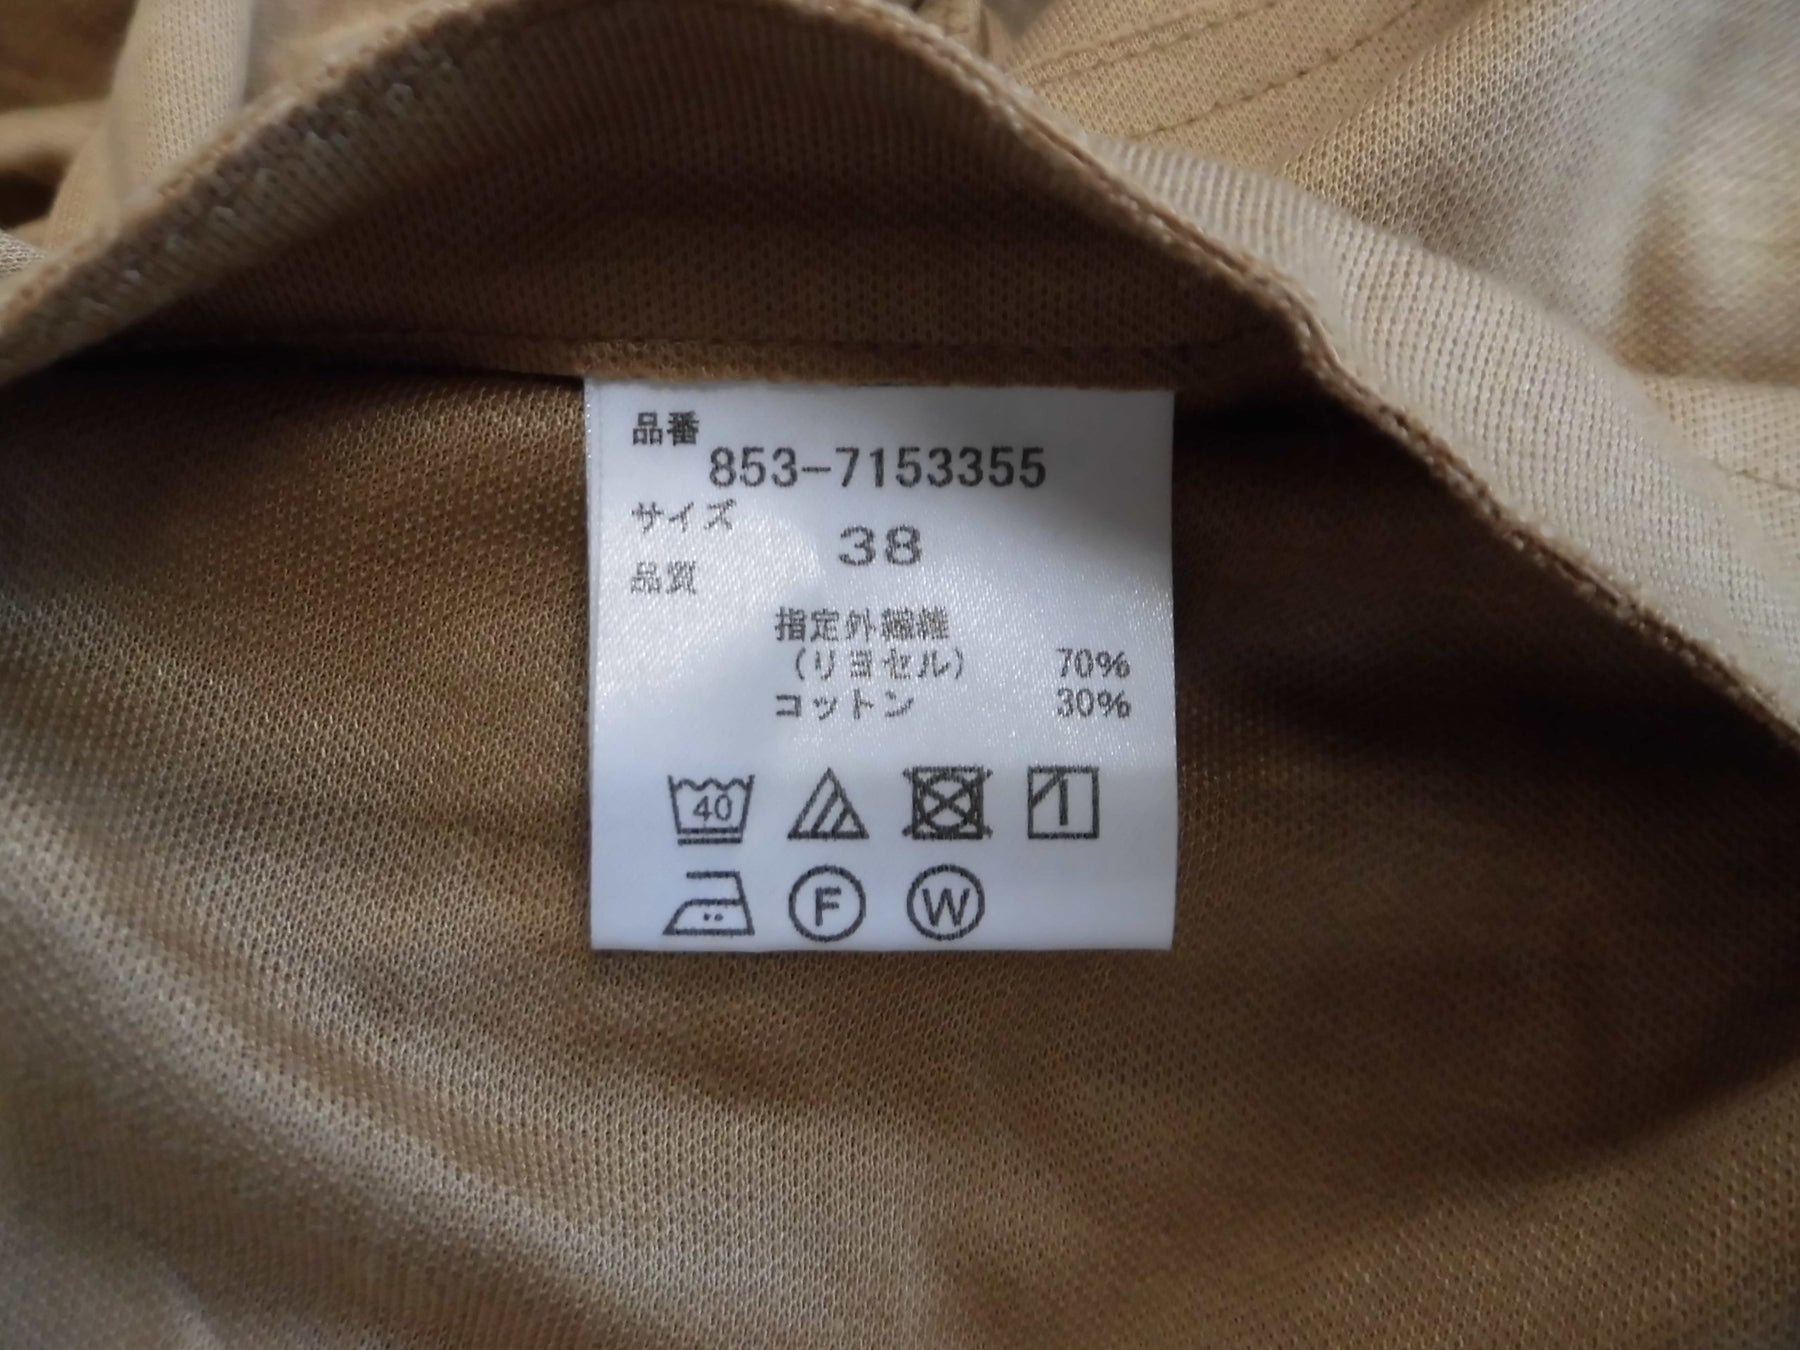 品番
853-7153355
サイズ
38
品質
指定外繊維
(リヨセル) 70%
コットン 30%
40
F W